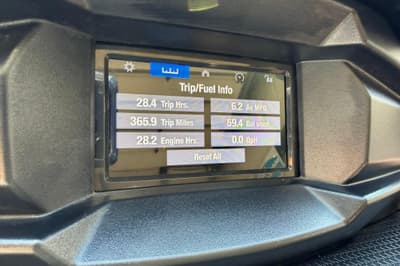 Trip/Fuel Info
28.4 Trip Hrs.
6.2 Av MPG
365.9 Trip Miles
59.4 Gal Used
28.2 Engine Hrs.
0.0 GpH
Reset All